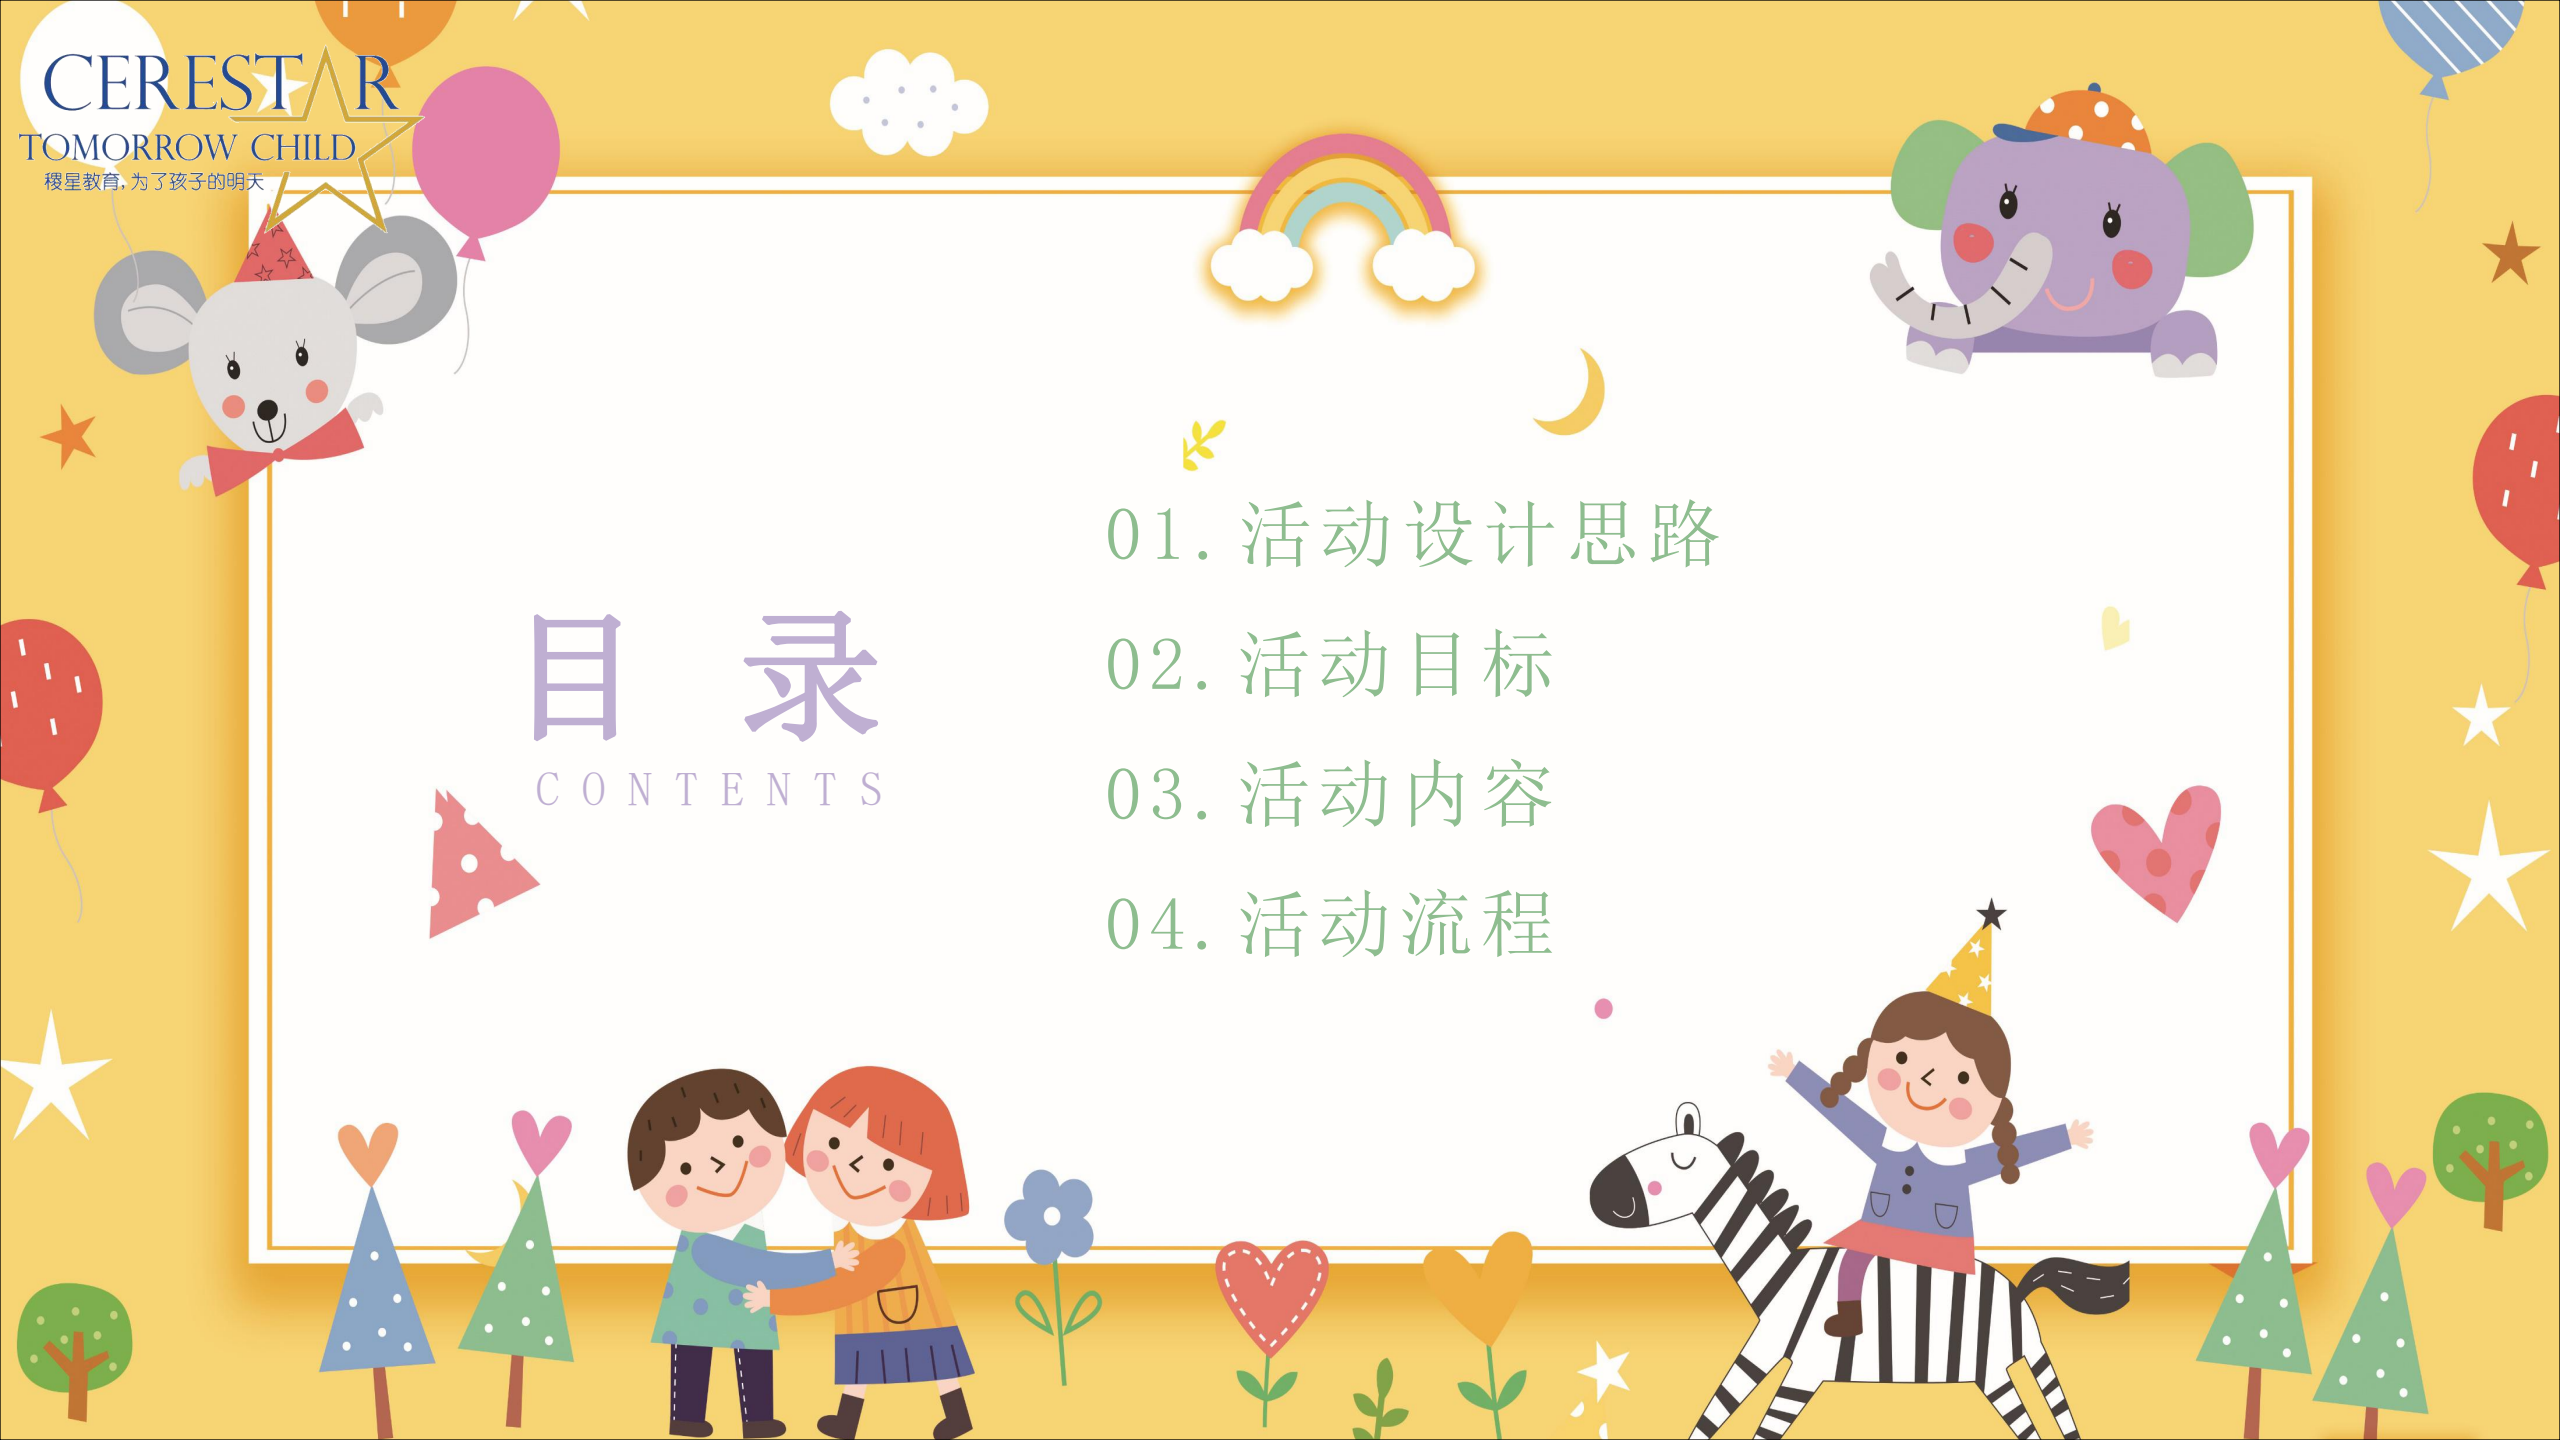 CERESTAR
TOMORROW CHILD
稷星教育,为了孩子的明天
目 录
CONTENTS
01.活动设计思路
02.活动目标
03.活动内容
04.活动流程